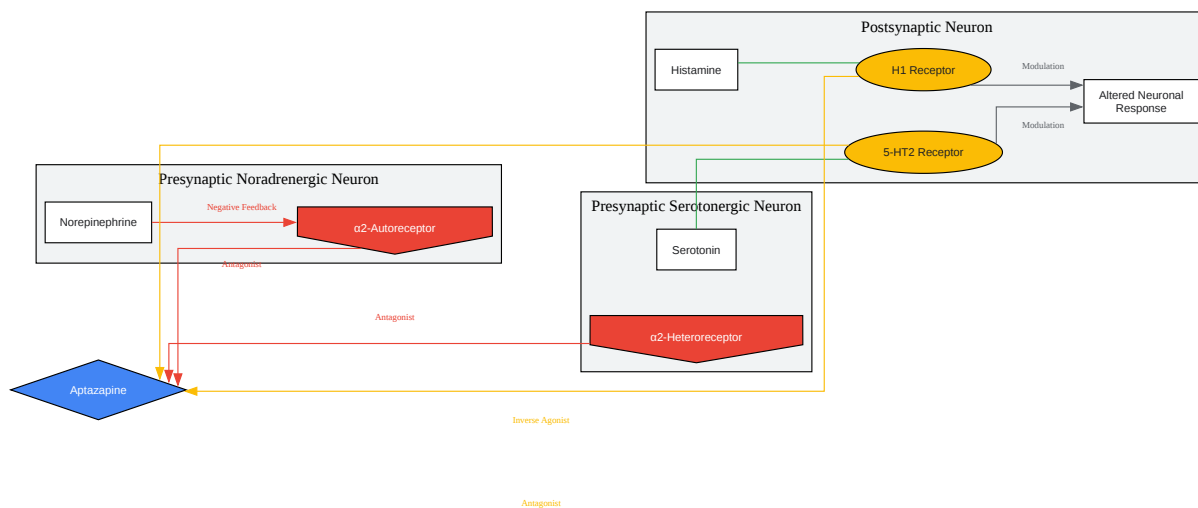 Postsynaptic Neuron
Histamine
H1 Receptor
Modulation
Altered Neuronal
Response
Modulation
5-HT2 Receptor
Presynaptic Noradrenergic Neuron
Norepinephrine
Negative Feedback
α2-Autoreceptor
Antagonist
Presynaptic Serotonergic Neuron
Serotonin
Antagonist
α2-Heteroreceptor
Aptazapine
Inverse Agonist
Antagonist